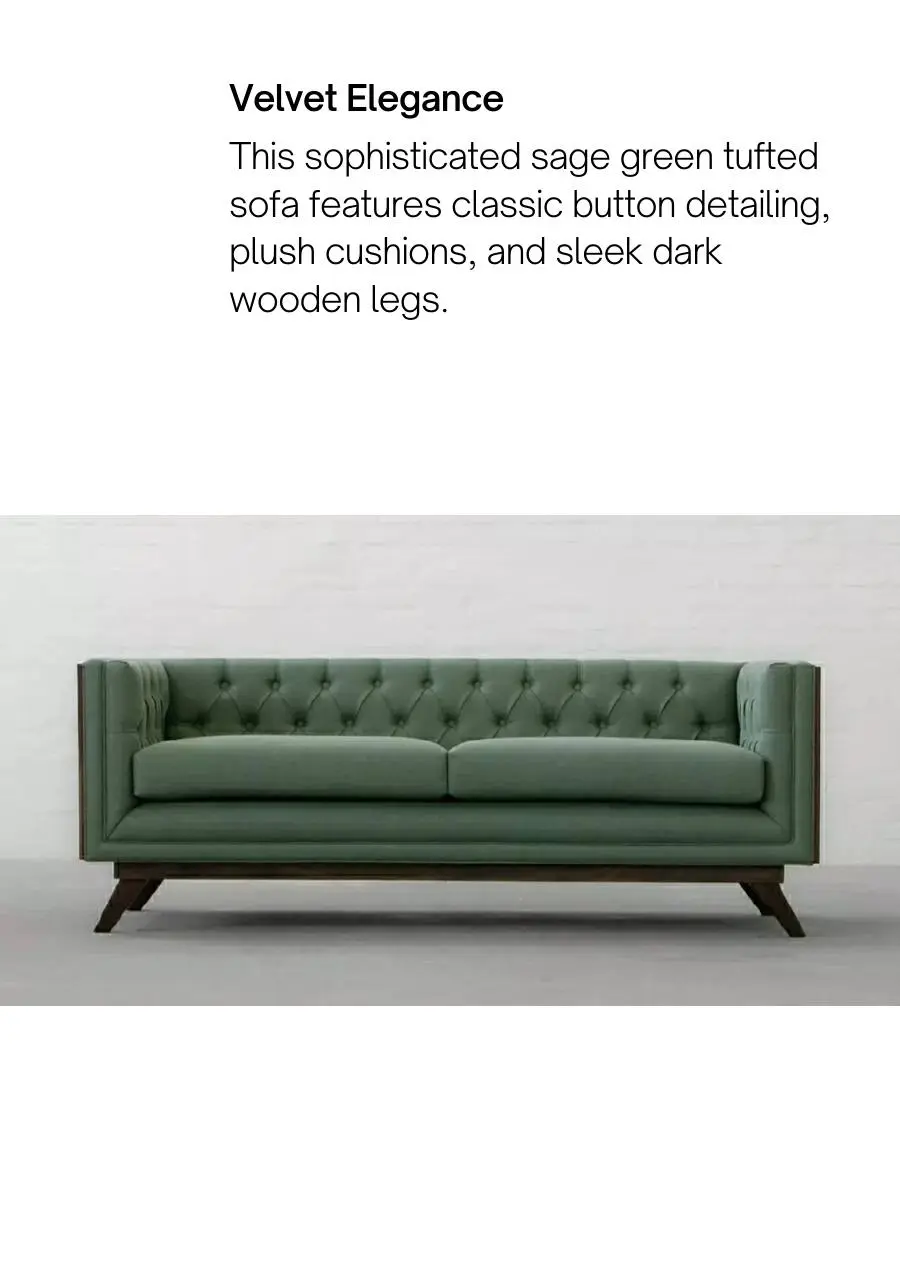 Velvet Elegance
This sophisticated sage green tufted
sofa features classic button detailing,
plush cushions, and sleek dark
wooden legs.